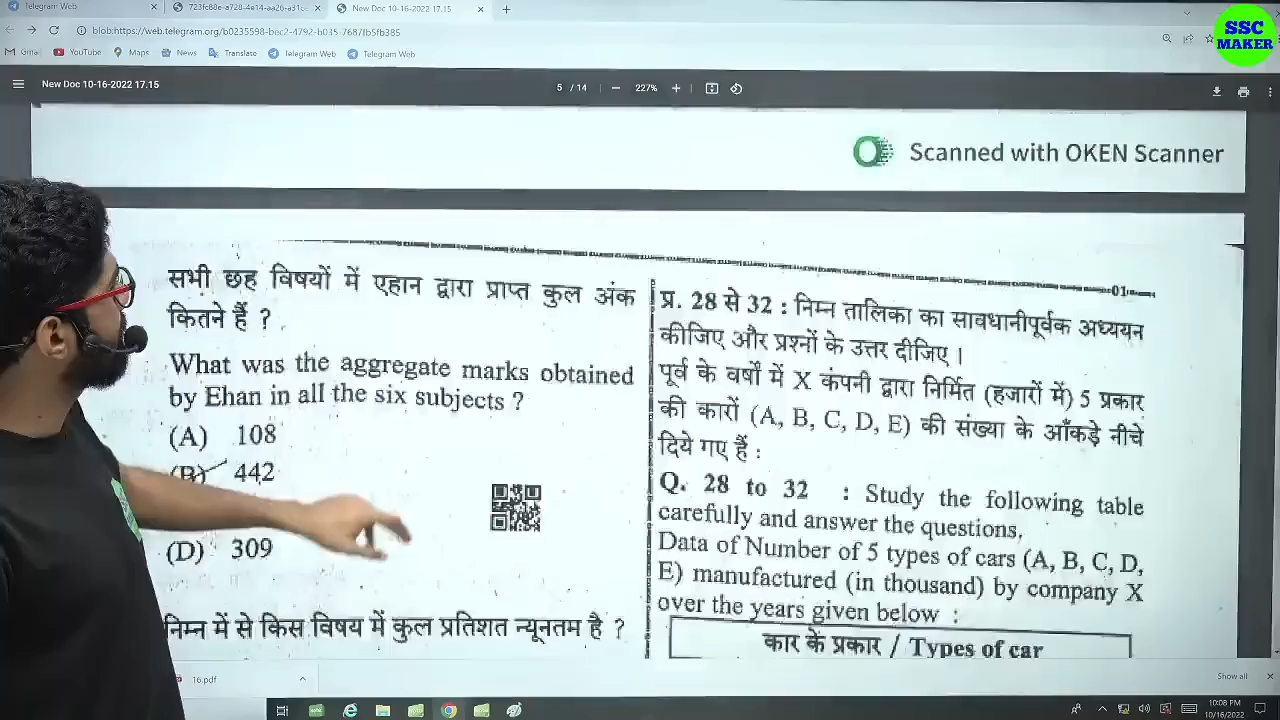 Telegram Web
723fc88e-a728-4e14-aa26-a31c
New Doc 10-16-2022 17.15
SSC
MAKER
blob:https://web.telegram.org/b0235598-bec2-4792-b035-7687fb5fb385
Gmail
YouTube
Maps
News
Translate
Telegram Web
Telegram Web
New Doc 10-16-2022 17.15
5 / 14
227%
Scanned with OKEN Scanner
सभी छह विषयों में एहान द्वारा प्राप्त कुल अंक
कितने हैं ?
What was the aggregate marks obtained
by Ehan in all the six subjects ?
(A) 108
(B) 442
(D) 309
निम्न में से किस विषय में कुल प्रतिशत न्यूनतम है ?
01
प्र. 28 से 32 : निम्न तालिका का सावधानीपूर्वक अध्ययन
कीजिए और प्रश्नों के उत्तर दीजिए ।
पूर्व के वर्षों में X कंपनी द्वारा निर्मित (हजारों में) 5 प्रकार
की कारों (A, B, C, D, E) की संख्या के आँकड़े नीचे
दिये गए हैं :
Q. 28 to 32 : Study the following table
carefully and answer the questions.
Data of Number of 5 types of cars (A, B, C, D,
E) manufactured (in thousand) by company X
over the years given below :
कार के प्रकार / Types of car
16.pdf
Show all
10:08 PM
10/16/2022